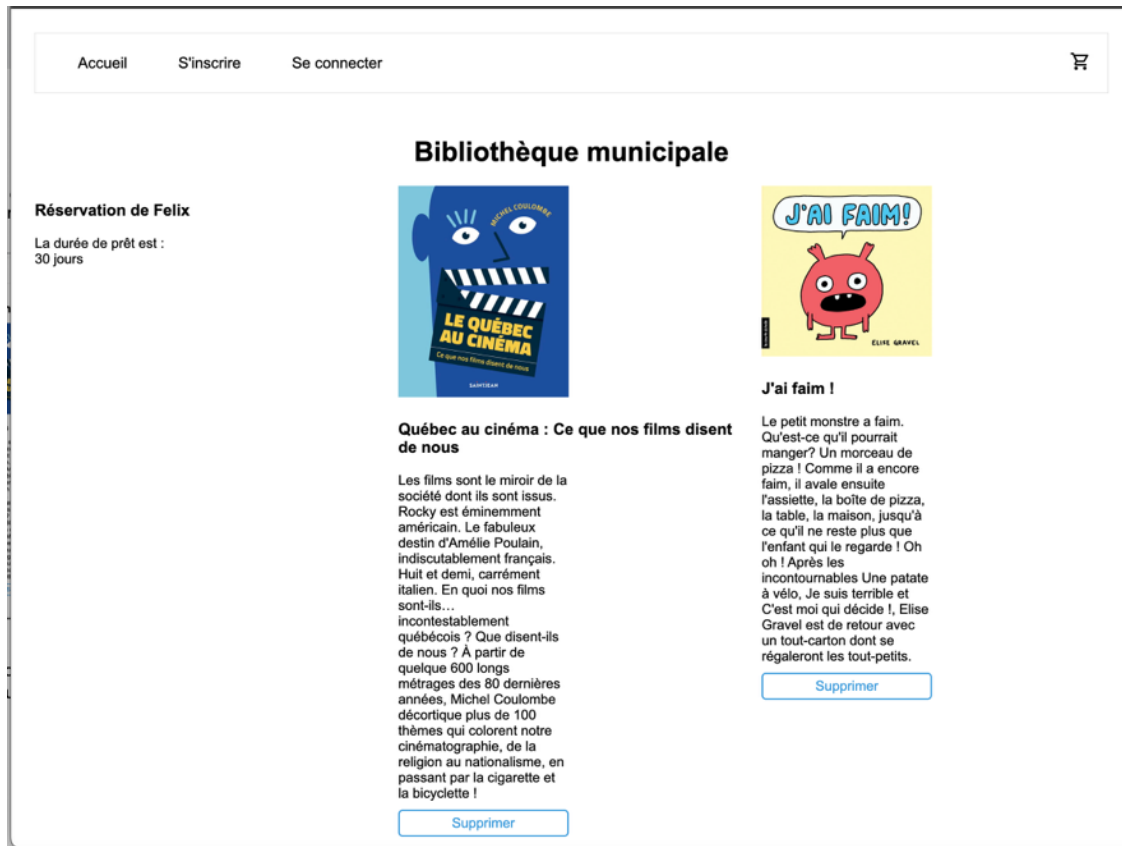 Accueil
S'inscrire
Se connecter
Bibliothèque municipale
Réservation de Felix
La durée de prêt est :
30 jours
MICHEL COULOMBE
LE QUÉBEC
AU CINÉMA
Ce que nos films disent de nous
SAINT-JEAN
Québec au cinéma : Ce que nos films disent
de nous
Les films sont le miroir de la
société dont ils sont issus.
Rocky est éminemment
américain. Le fabuleux
destin d'Amélie Poulain,
indiscutablement français.
Huit et demi, carrément
italien. En quoi nos films
sont-ils…
incontestablement
québécois ? Que disent-ils
de nous ? À partir de
quelque 600 longs
métrages des 80 dernières
années, Michel Coulombe
décortique plus de 100
thèmes qui colorent notre
cinématographie, de la
religion au nationalisme, en
passant par la cigarette et
la bicyclette !
Supprimer
J'AI FAIM!
ELISE GRAVEL
J'ai faim !
Le petit monstre a faim.
Qu'est-ce qu'il pourrait
manger? Un morceau de
pizza ! Comme il a encore
faim, il avale ensuite
l'assiette, la boîte de pizza,
la table, la maison, jusqu'à
ce qu'il ne reste plus que
l'enfant qui le regarde ! Oh
oh ! Après les
incontournables Une patate
à vélo, Je suis terrible et
C'est moi qui décide !, Elise
Gravel est de retour avec
un tout-carton dont se
régaleront les tout-petits.
Supprimer